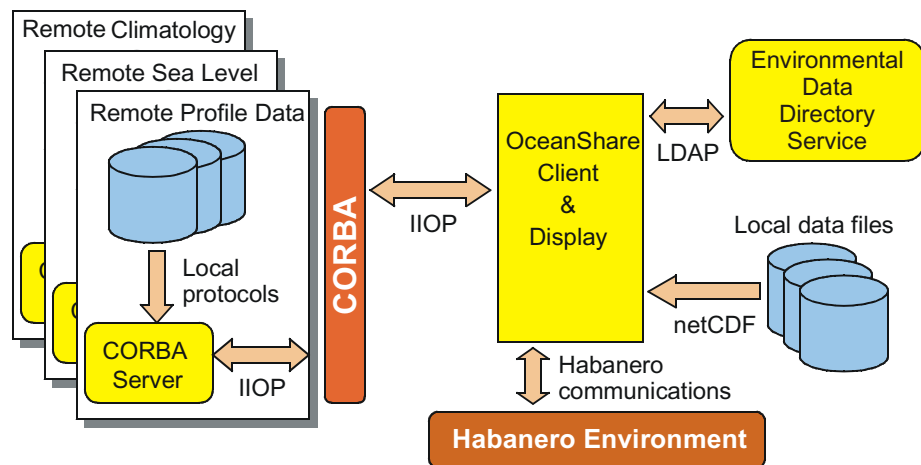 Remote Climatology
Remote Sea Level
Remote Profile Data
Local
protocols
C
C
CORBA
Server
IIOP
CORBA
IIOP
OceanShare
Client
&
Display
LDAP
Environmental
Data
Directory
Service
Local data files
netCDF
Habanero
communications
Habanero Environment